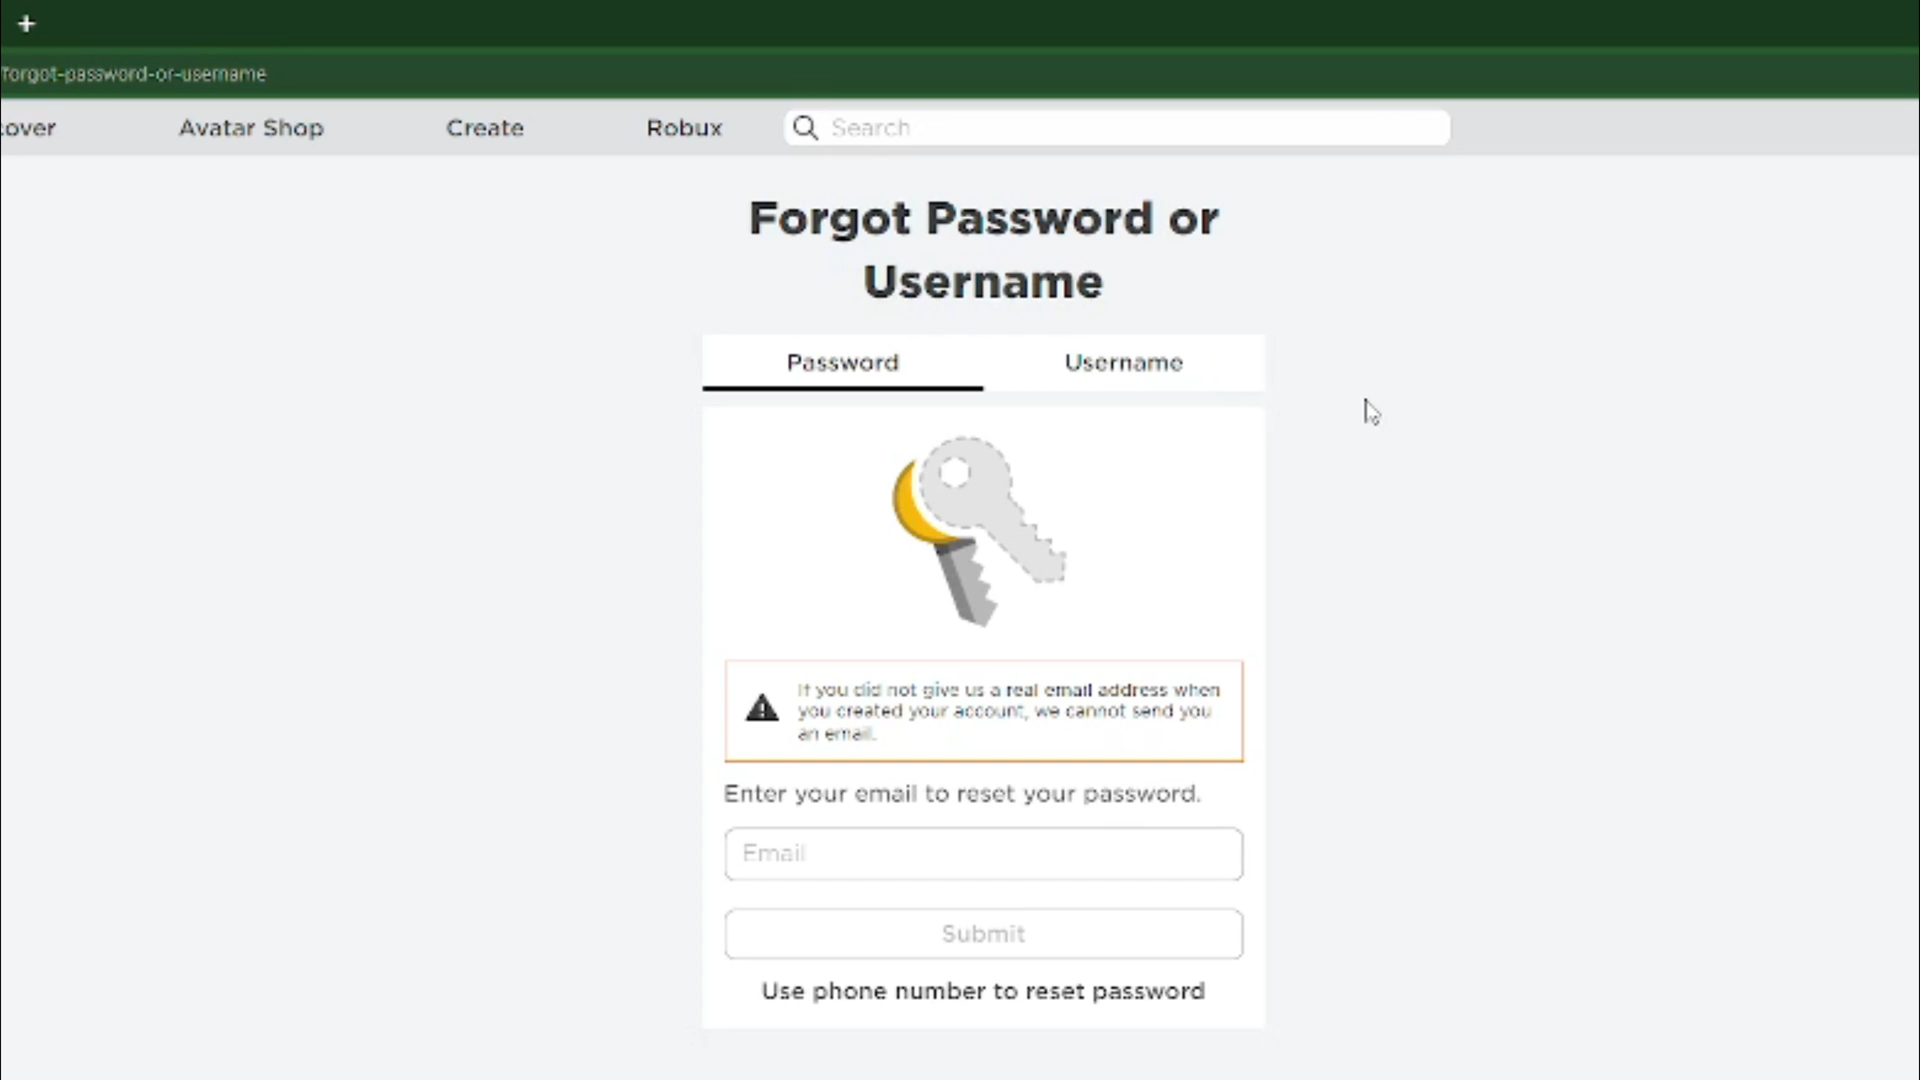 +
forgot-password-or-username
cover Avatar Shop Create Robux Search
Forgot Password or
Username
Password Username
If you did not give us a real email address when
you created your account, we cannot send you
an email.
Enter your email to reset your password.
Email
Submit
Use phone number to reset password